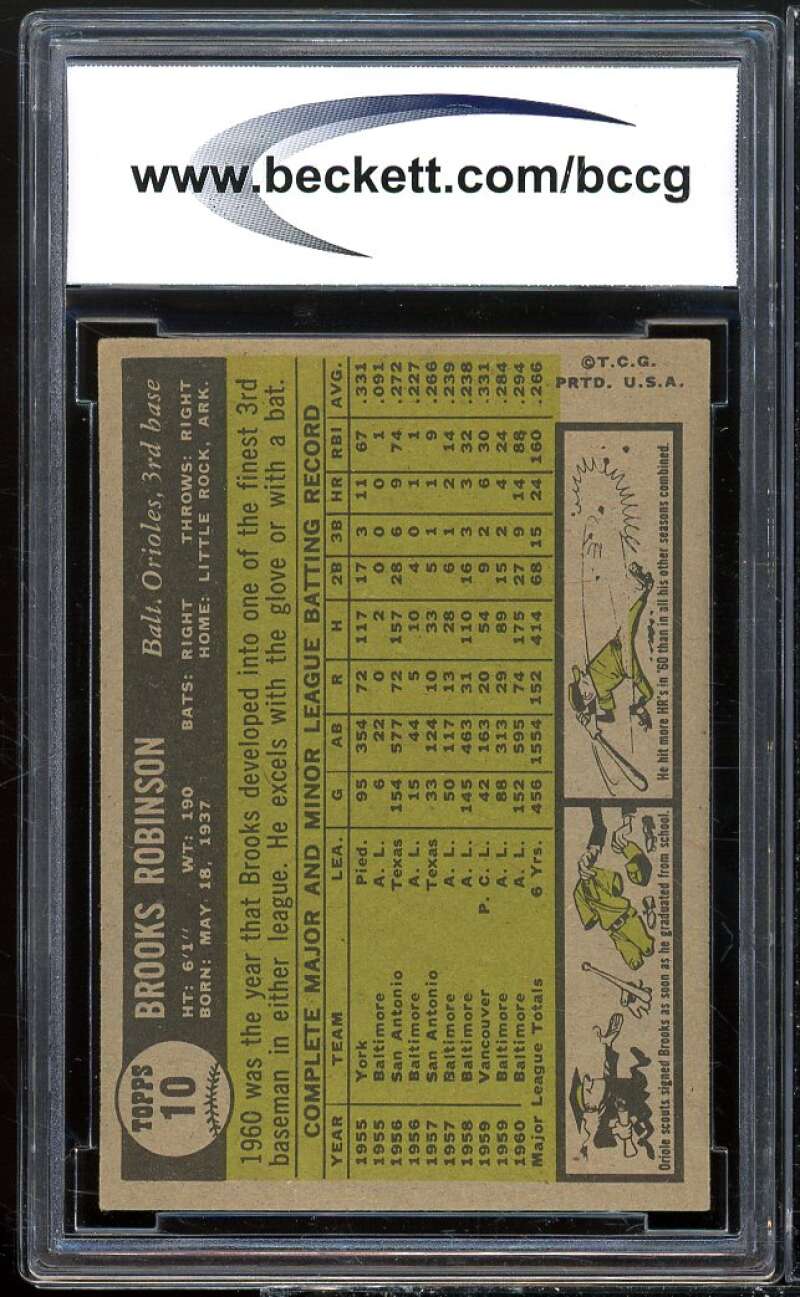 www.beckett.com/bccg
TOPPS
10
BROOKS ROBINSON Balt. Orioles, 3rd base
HT: 6'1" WT: 190 BATS: RIGHT THROWS: RIGHT
BORN: MAY 18, 1937 HOME: LITTLE ROCK, ARK.
1960 was the year that Brooks developed into one of the finest 3rd
baseman in either league. He excels with the glove or with a bat.
COMPLETE MAJOR AND MINOR LEAGUE BATTING RECORD
YEAR TEAM LEA. G AB R H 2B 3B HR RBI AVG.
1955 York Pied. 95 354 72 117 17 3 11 67 .331
1955 Baltimore A. L. 6 22 0 2 0 0 0 1 .091
1956 San Antonio Texas 154 577 72 157 28 6 9 74 .272
1956 Baltimore A. L. 15 44 5 10 4 0 1 1 .227
1957 San Antonio Texas 33 124 10 33 5 1 1 9 .266
1957 Baltimore A. L. 50 117 13 28 6 1 2 14 .239
1958 Baltimore A. L. 145 463 31 110 16 3 3 32 .238
1959 Vancouver P. C. L. 42 163 20 54 9 2 6 30 .331
1959 Baltimore A. L. 88 313 29 89 15 2 4 24 .284
1960 Baltimore A. L. 152 595 74 175 27 9 14 88 .294
Major League Totals 6 Yrs. 456 1554 152 414 68 15 24 160 .266
Oriole scouts signed Brooks as soon as he graduated from school.
He hit more HR's in '60 than in all his other seasons combined.
©T.C.G.
PRTD. U.S.A.